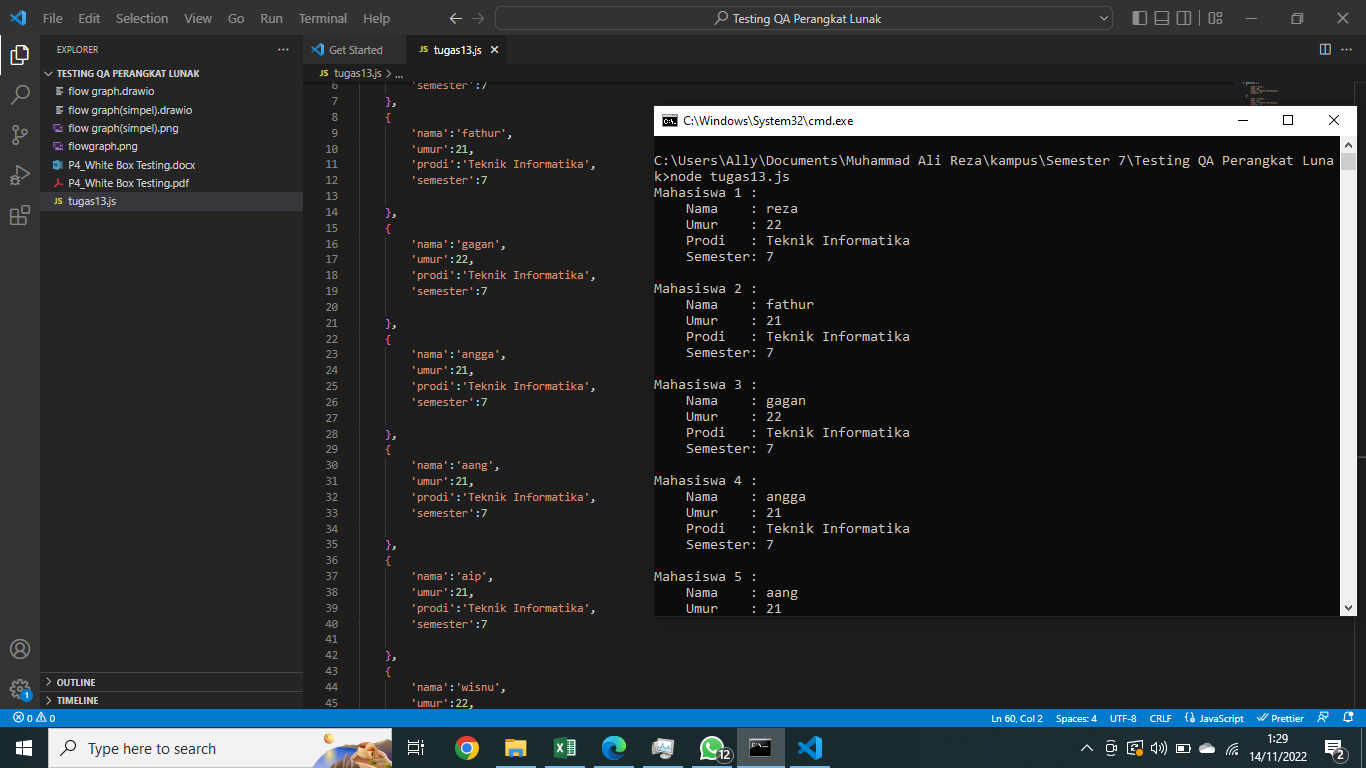 File Edit Selection View Go Run Terminal Help
Testing QA Perangkat Lunak
EXPLORER
Get Started
JS tugas13.js
TESTING QA PERANGKAT LUNAK
JS tugas13.js > ...
flow graph.drawio
flow graph(simpel).drawio
flow graph(simpel).png
flowgraph.png
P4_White Box Testing.docx
P4_White Box Testing.pdf
JS tugas13.js
OUTLINE
TIMELINE
1
6 'semester':7
7 },
8 {
9 'nama':'fathur',
10 'umur':21,
11 'prodi':'Teknik Informatika',
12 'semester':7
13
14 },
15 {
16 'nama':'gagan',
17 'umur':22,
18 'prodi':'Teknik Informatika',
19 'semester':7
20
21 },
22 {
23 'nama':'angga',
24 'umur':21,
25 'prodi':'Teknik Informatika',
26 'semester':7
27
28 },
29 {
30 'nama':'aang',
31 'umur':21,
32 'prodi':'Teknik Informatika',
33 'semester':7
34
35 },
36 {
37 'nama':'aip',
38 'umur':21,
39 'prodi':'Teknik Informatika',
40 'semester':7
41
42 },
43 {
44 'nama':'wisnu',
45 'umur':22,
C:\Windows\System32\cmd.exe
C:\Users\Ally\Documents\Muhammad Ali Reza\kampus\Semester 7\Testing QA Perangkat Luna
k>node tugas13.js
Mahasiswa 1 :
Nama : reza
Umur : 22
Prodi : Teknik Informatika
Semester: 7
Mahasiswa 2 :
Nama : fathur
Umur : 21
Prodi : Teknik Informatika
Semester: 7
Mahasiswa 3 :
Nama : gagan
Umur : 22
Prodi : Teknik Informatika
Semester: 7
Mahasiswa 4 :
Nama : angga
Umur : 21
Prodi : Teknik Informatika
Semester: 7
Mahasiswa 5 :
Nama : aang
Umur : 21
0 0 Ln 60, Col 2 Spaces: 4 UTF-8 CRLF {} JavaScript Prettier
Type here to search
12
1:29
14/11/2022
2